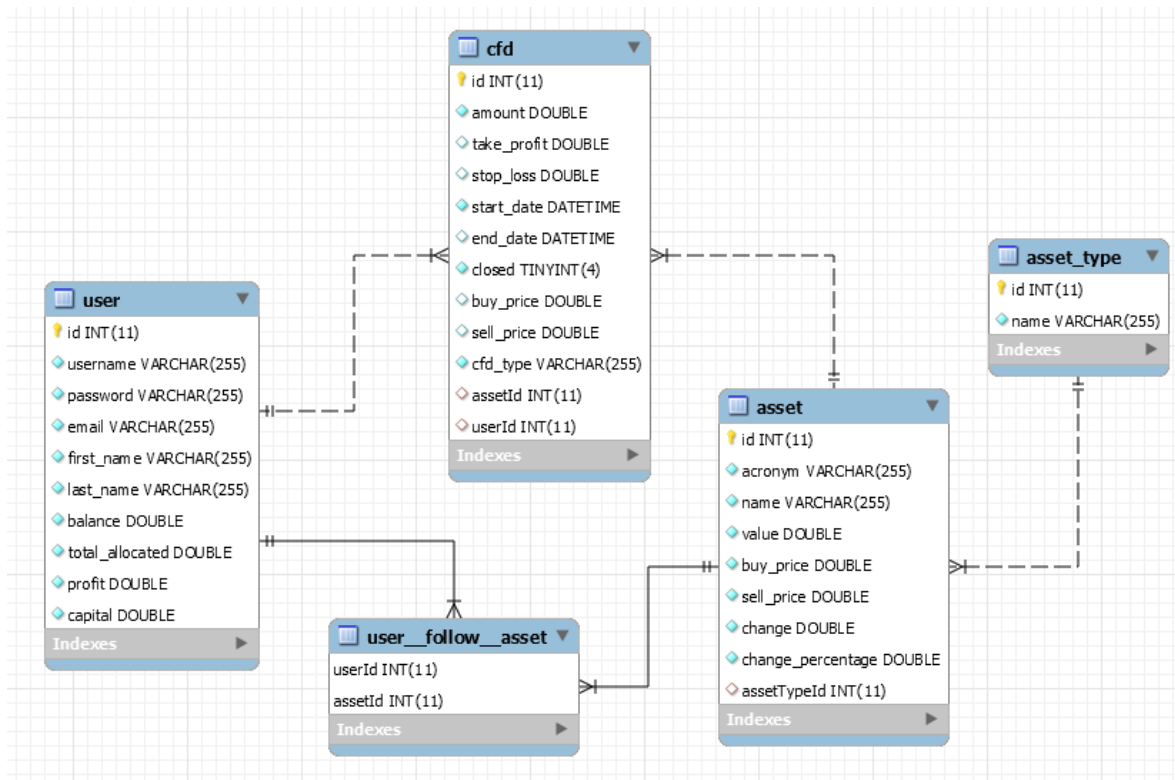 cfd
id INT(11)
amount DOUBLE
take_profit DOUBLE
stop_loss DOUBLE
start_date DATETIME
end_date DATETIME
closed TINYINT(4)
buy_price DOUBLE
sell_price DOUBLE
cfd_type VARCHAR(255)
assetId INT(11)
userId INT(11)
Indexes
user
id INT(11)
username VARCHAR(255)
password VARCHAR(255)
email VARCHAR(255)
first_name VARCHAR(255)
last_name VARCHAR(255)
balance DOUBLE
total_allocated DOUBLE
profit DOUBLE
capital DOUBLE
Indexes
asset_type
id INT(11)
name VARCHAR(255)
Indexes
asset
id INT(11)
acronym VARCHAR(255)
name VARCHAR(255)
value DOUBLE
buy_price DOUBLE
sell_price DOUBLE
change DOUBLE
change_percentage DOUBLE
assetTypeId INT(11)
Indexes
user__follow__asset
userId INT(11)
assetId INT(11)
Indexes